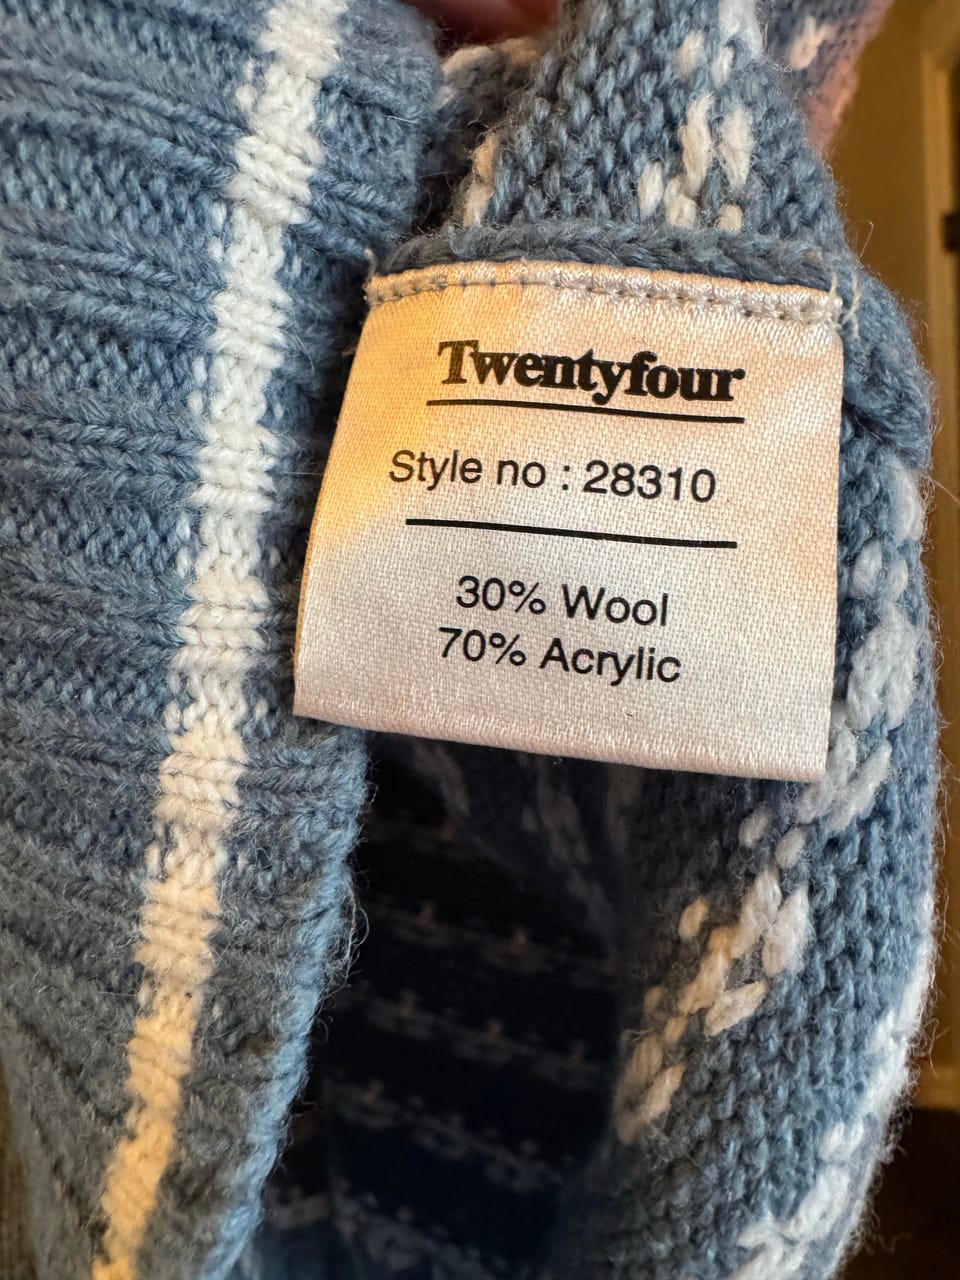 Twentyfour
Style no : 28310
30% Wool
70% Acrylic